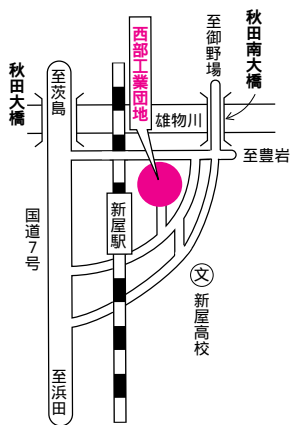 秋田大橋
至茨島
西部工業団地
至御野場
秋田南大橋
雄物川
至豊岩
国道7号
新屋駅
文
新屋高校
至浜田